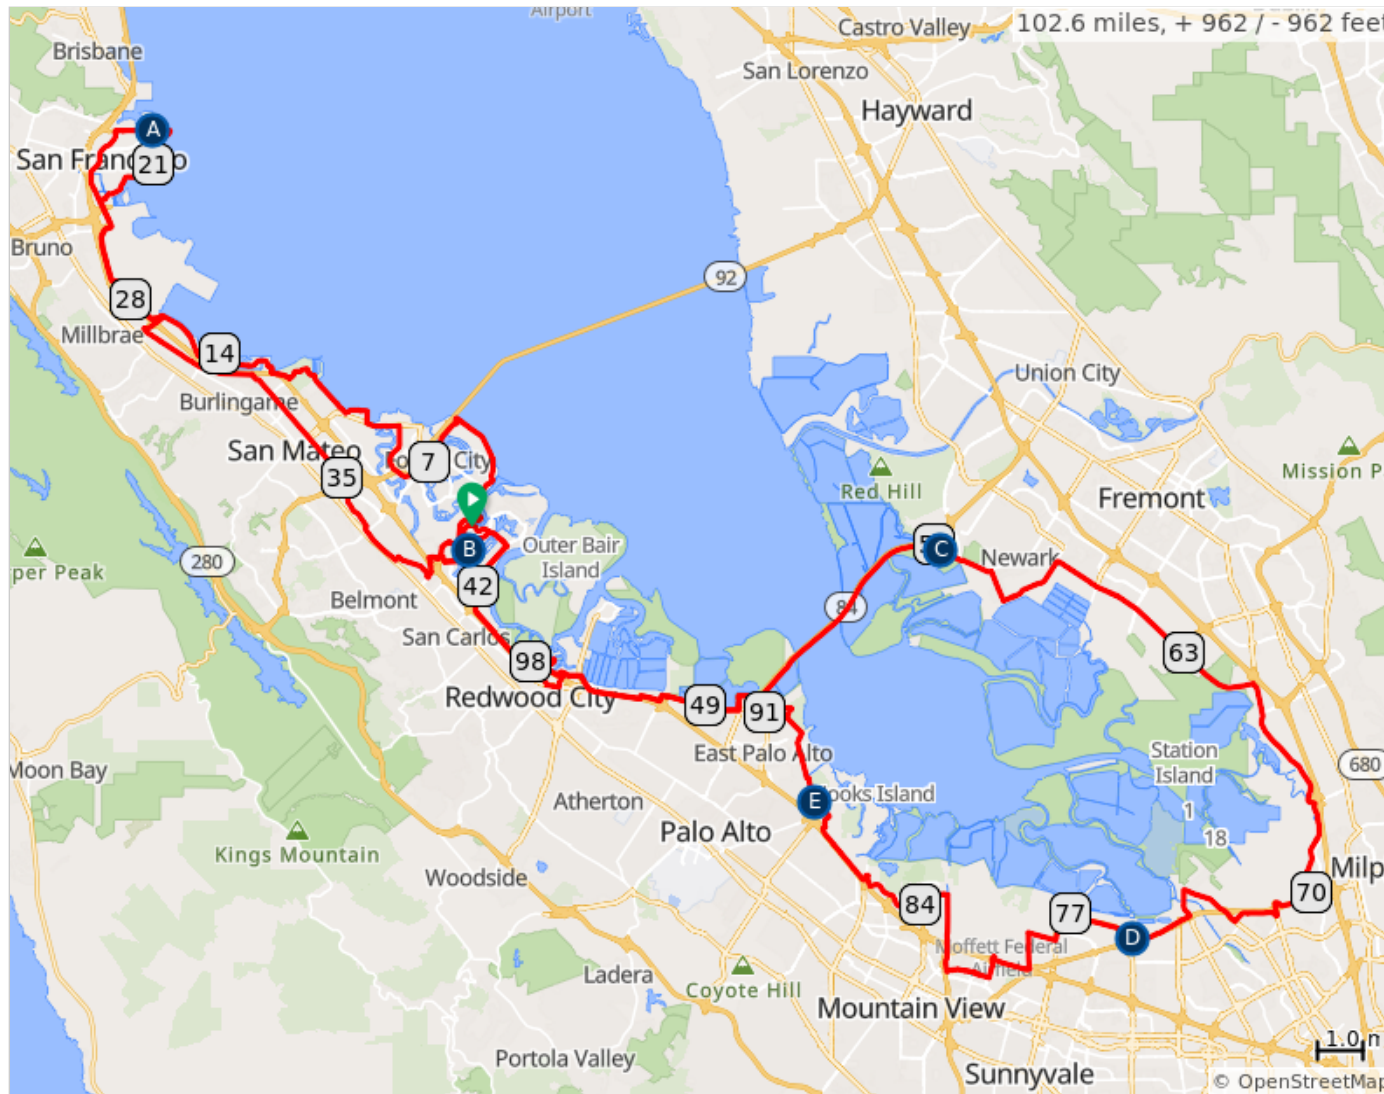 Airport
Brisbane
Castro Valley
102.6 miles, + 962 / - 962 feet
San Lorenzo
Hayward
A
San Francisco
21
Bruno
92
28
Millbrae
14
Union City
Burlingame
San Mateo
7
City
35
Red Hill
Mission P
Fremont
B
Outer Bair
Island
C
Newark
280
per Peak
42
Belmont
84
San Carlos
98
63
Redwood City
49
91
East Palo Alto
Station
Island
680
Moon Bay
1
18
Atherton
E
ooks Island
Palo Alto
Kings Mountain
Woodside
Milp
70
84
77
D
Moffett Federal
Airfield
Ladera
Coyote Hill
Mountain View
Portola Valley
1.0 n
Sunnyvale
© OpenStreetMap